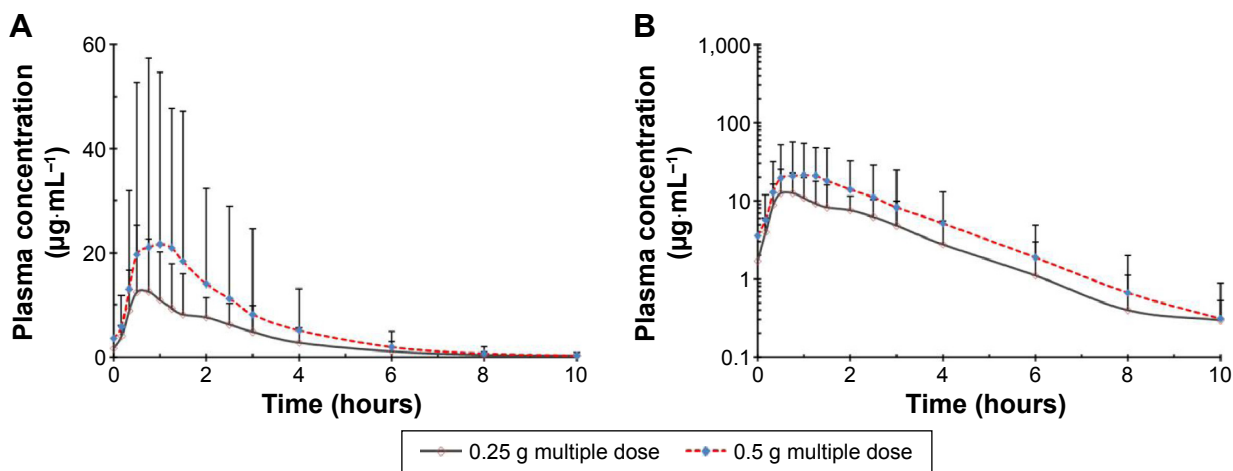 A
Plasma concentration
(µg·mL⁻¹)
60
40
20
0
0 2 4 6 8 10
Time (hours)
B
Plasma concentration
(µg·mL⁻¹)
1,000
100
10
1
0.1
0 2 4 6 8 10
Time (hours)
0.25 g multiple dose 0.5 g multiple dose